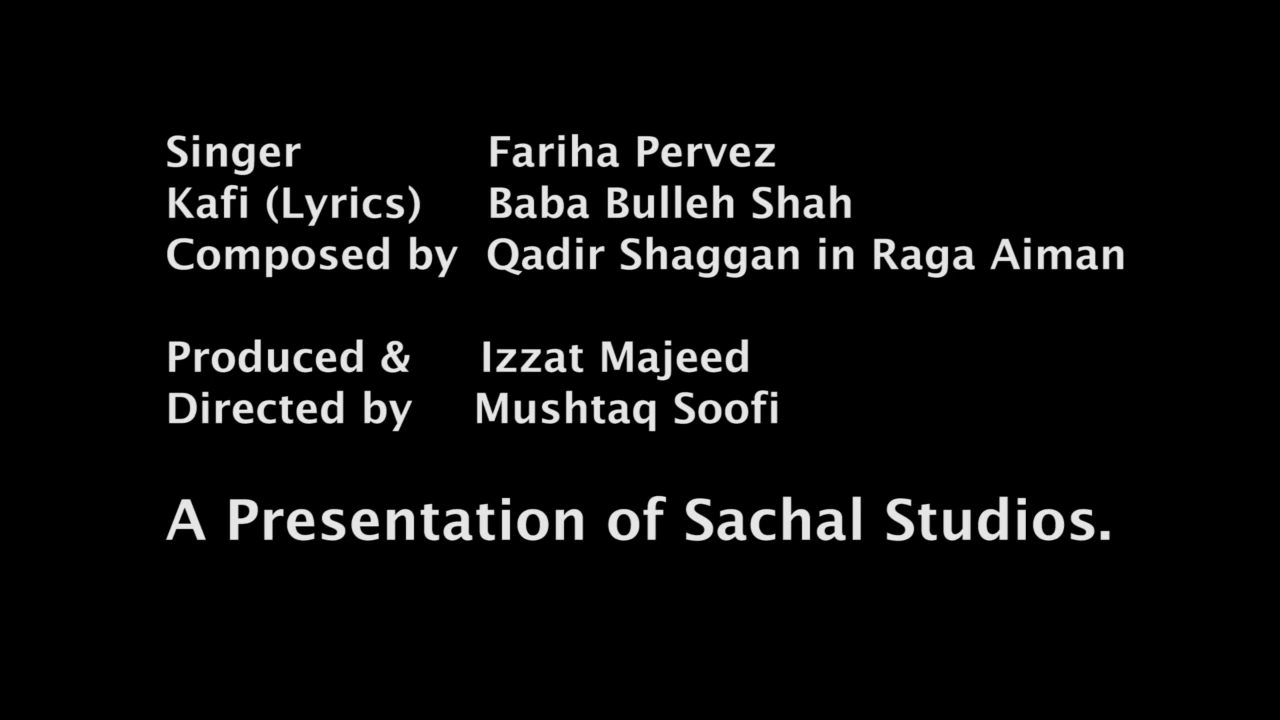 Singer Fariha Pervez
Kafi (Lyrics) Baba Bulleh Shah
Composed by Qadir Shaggan in Raga Aiman
Produced & Izzat Majeed
Directed by Mushtaq Soofi
A Presentation of Sachal Studios.